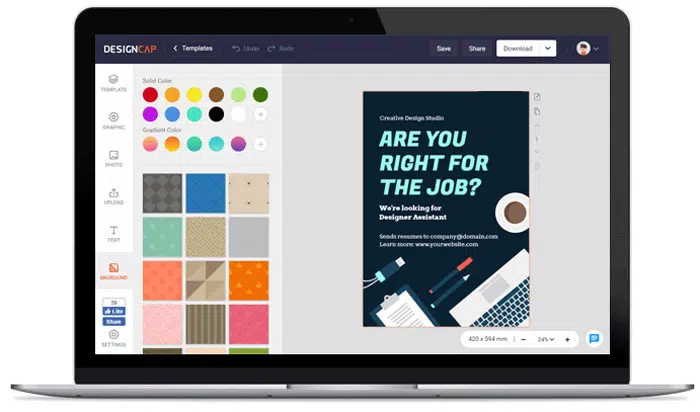 DESIGNCAP
Templates
Undo
Redo
Save
Share
Download
TEMPLATE
GRAPHIC
PHOTO
UPLOAD
TEXT
BKGROUND
59
Like
Share
SETTINGS
Solid Color
Gradient Color
Creative Design Studio
ARE YOU
RIGHT FOR
THE JOB?
We're looking for
Designer Assistant
Sends resumes to company@domain.com
Learn more: www.yourwebsite.com
1
420 x 594 mm
24%